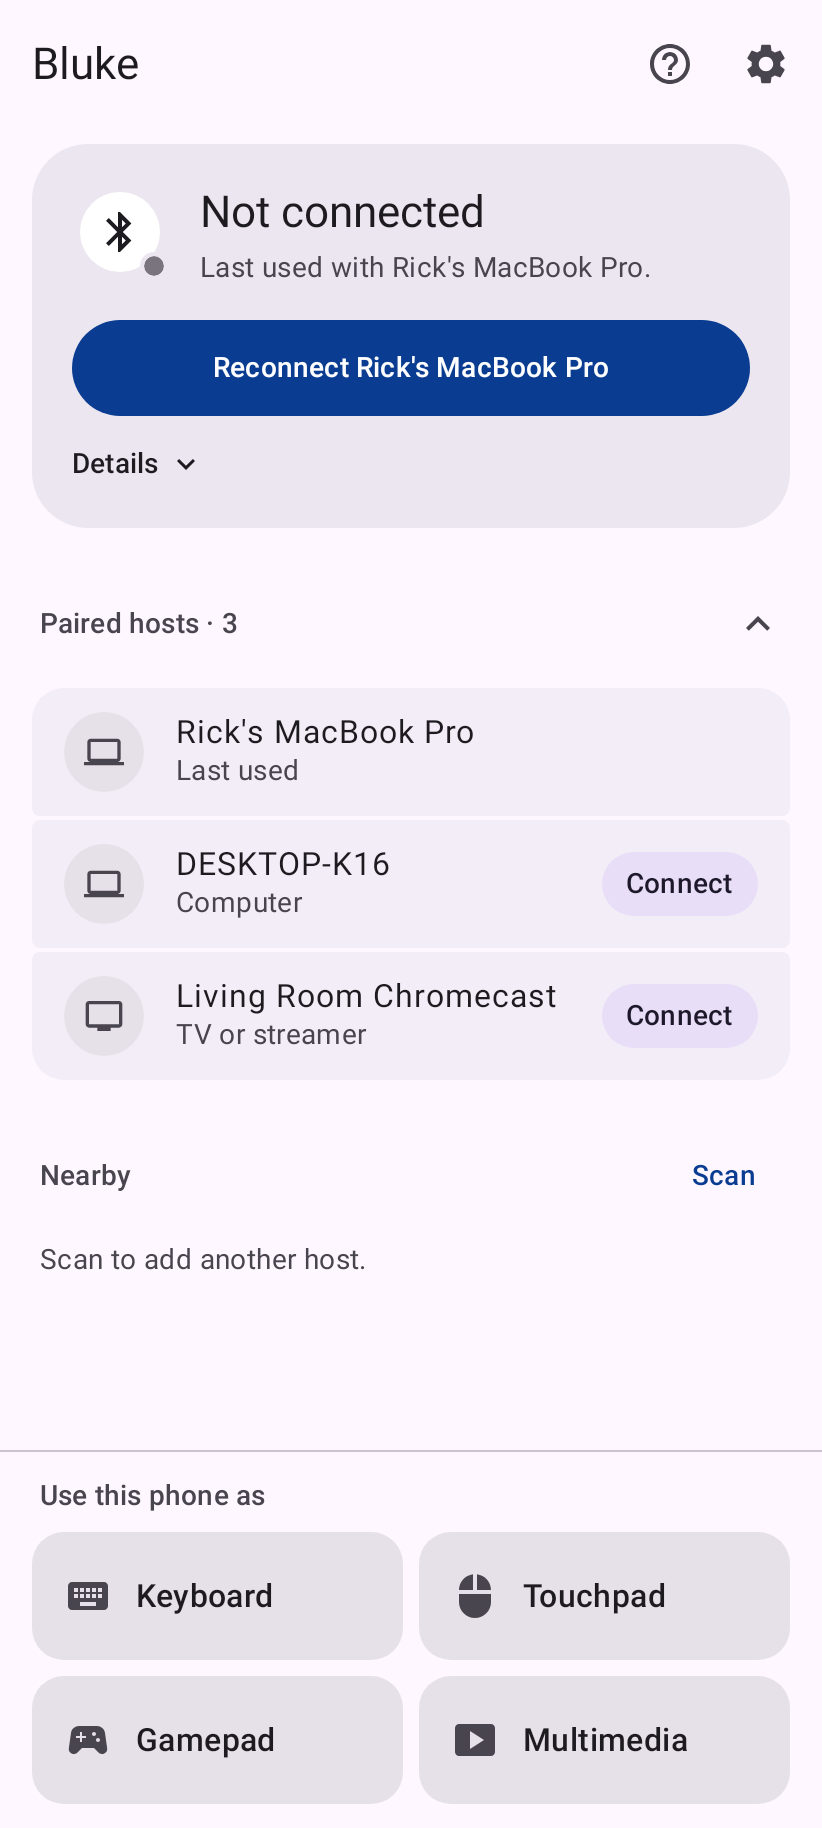 Bluke
Not connected
Last used with Rick's MacBook Pro.
Reconnect Rick's MacBook Pro
Details
Paired hosts · 3
Rick's MacBook Pro
Last used
DESKTOP-K16
Computer
Connect
Living Room Chromecast
TV or streamer
Connect
Nearby
Scan
Scan to add another host.
Use this phone as
Keyboard
Touchpad
Gamepad
Multimedia